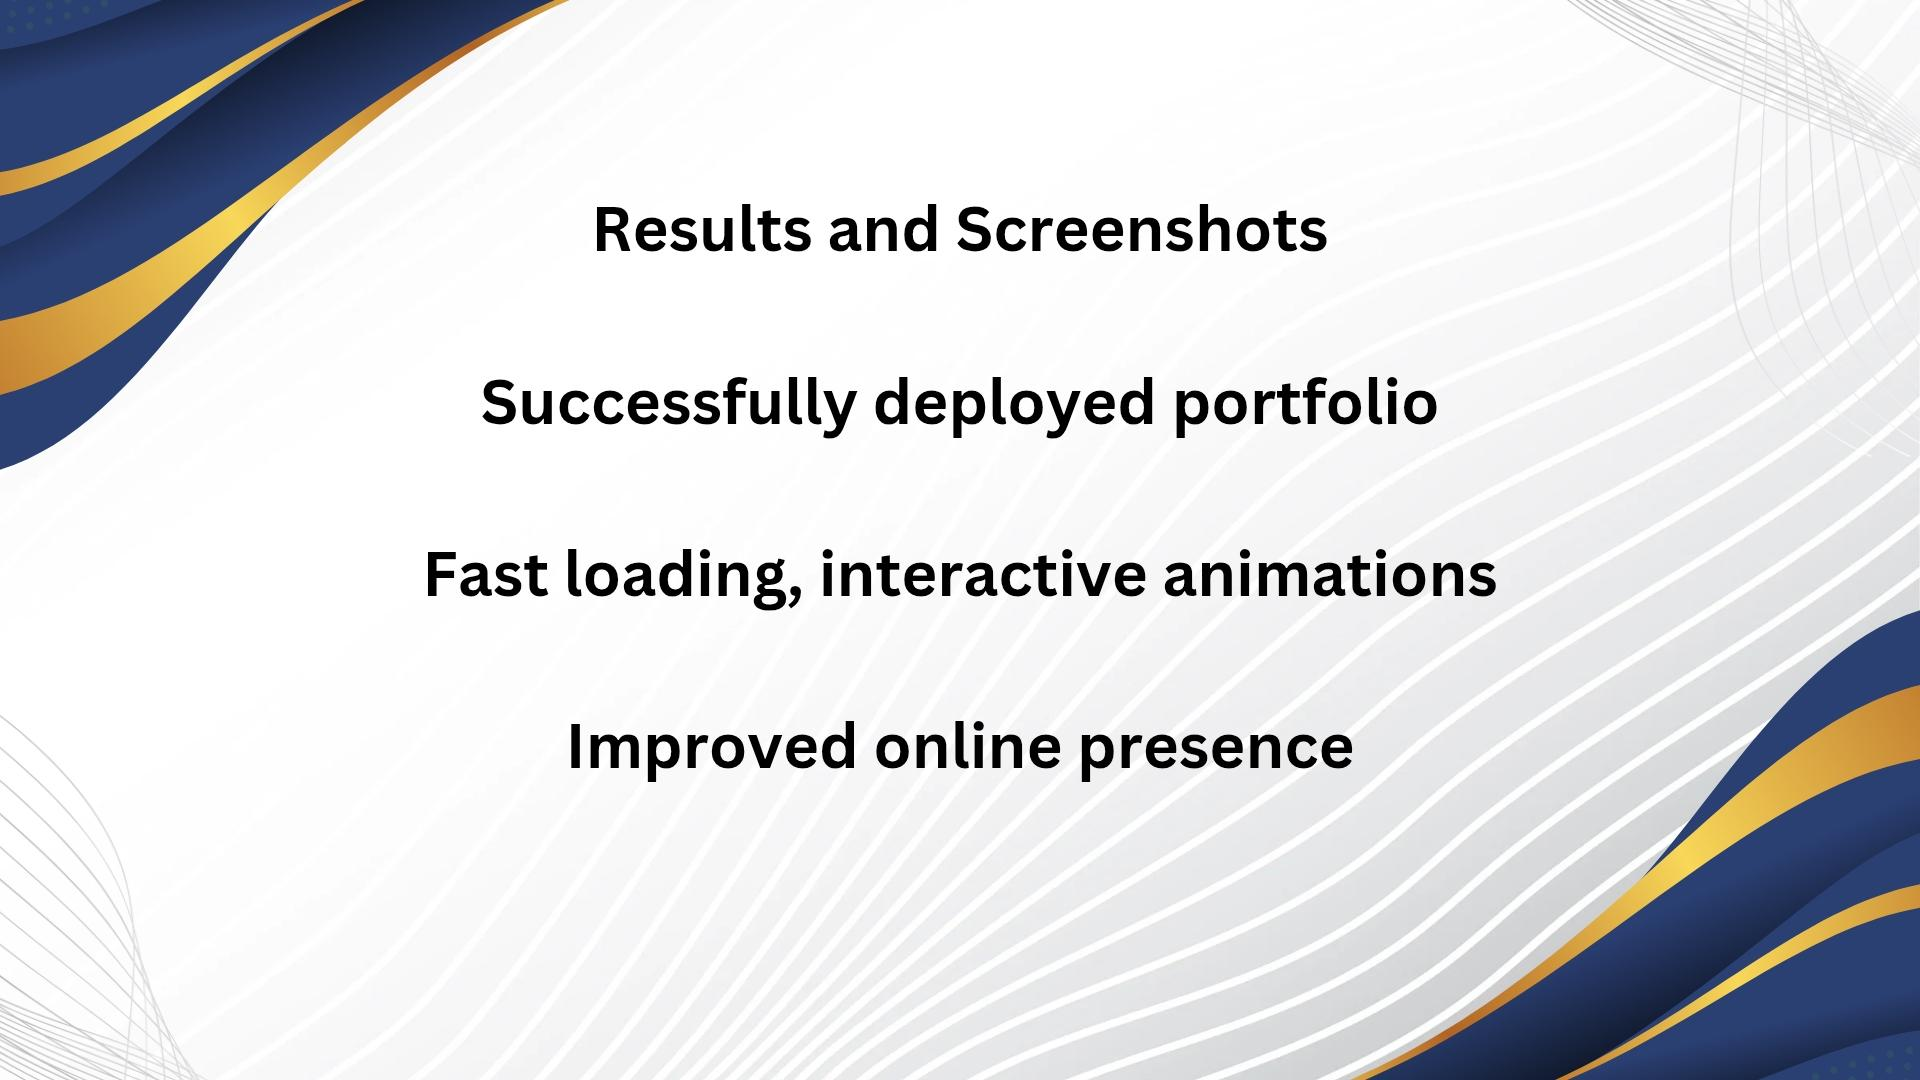 Results and Screenshots
Successfully deployed portfolio
Fast loading, interactive animations
Improved online presence